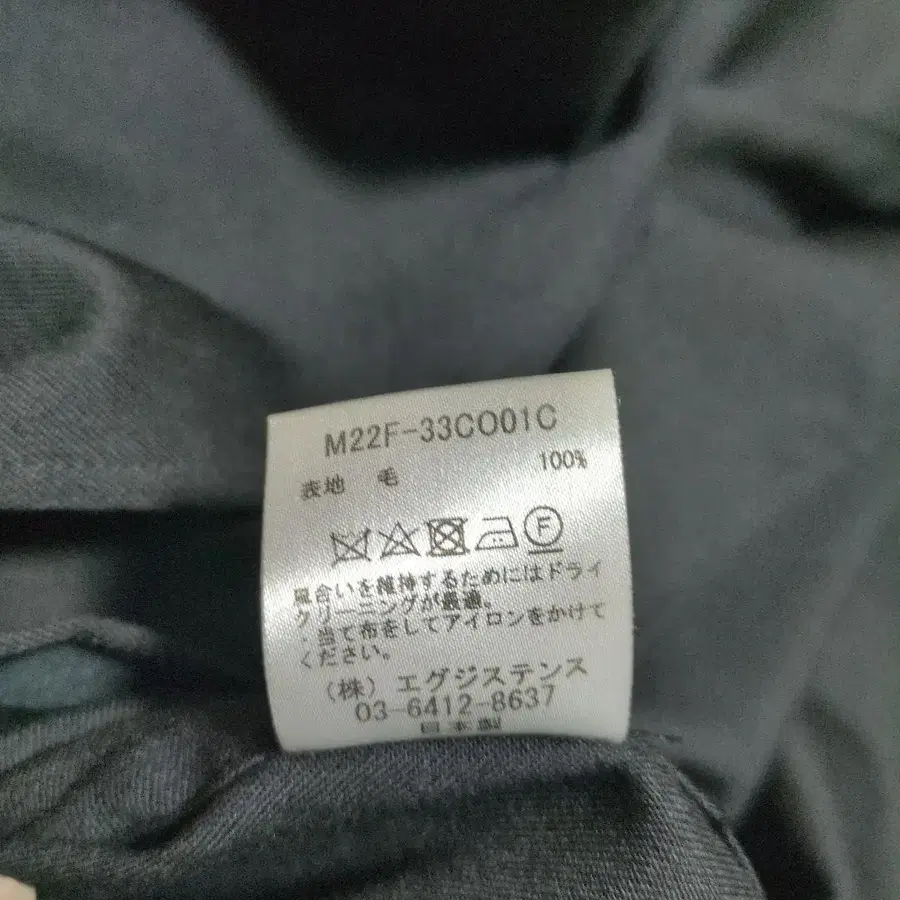 M22F-33CO01C
表地 毛 100%
F
風合いを維持するためにはドライ
クリーニングが最適。
・当て布をしてアイロンをかけて
ください。
(株) エグジステンス
03-6412-8637
日本製